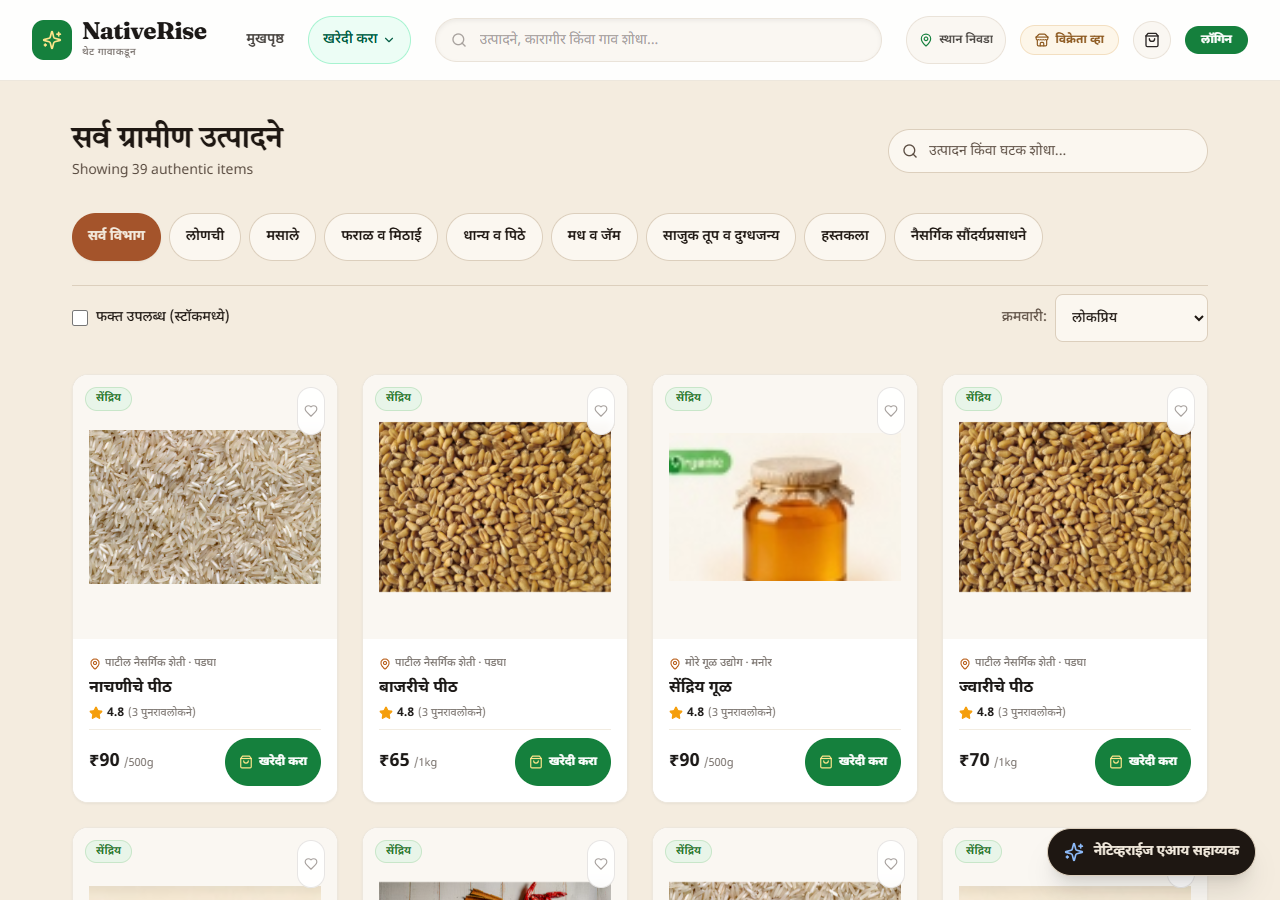 NativeRise
थेट गावाकडून
मुखपृष्ठ
खरेदी करा
उत्पादने, कारागीर किंवा गाव शोधा...
स्थान निवडा
विक्रेता व्हा
लॉगिन
सर्व ग्रामीण उत्पादने
Showing 39 authentic items
उत्पादन किंवा घटक शोधा...
सर्व विभाग
लोणची
मसाले
फराळ व मिठाई
धान्य व पिठे
मध व जॅम
साजुक तूप व दुग्धजन्य
हस्तकला
नैसर्गिक सौंदर्यप्रसाधने
फक्त उपलब्ध (स्टॉकमध्ये)
क्रमवारी:
लोकप्रिय
सेंद्रिय
सेंद्रिय
सेंद्रिय
सेंद्रिय
Organic
पाटील नैसर्गिक शेती · पडघा
नाचणीचे पीठ
4.8 (3 पुनरावलोकने)
₹90 /500g
खरेदी करा
पाटील नैसर्गिक शेती · पडघा
बाजरीचे पीठ
4.8 (3 पुनरावलोकने)
₹65 /1kg
खरेदी करा
मोरे गूळ उद्योग · मनोर
सेंद्रिय गूळ
4.8 (3 पुनरावलोकने)
₹90 /500g
खरेदी करा
पाटील नैसर्गिक शेती · पडघा
ज्वारीचे पीठ
4.8 (3 पुनरावलोकने)
₹70 /1kg
खरेदी करा
सेंद्रिय
सेंद्रिय
सेंद्रिय
सेंद्रिय
नेटिव्हराईज एआय सहाय्यक